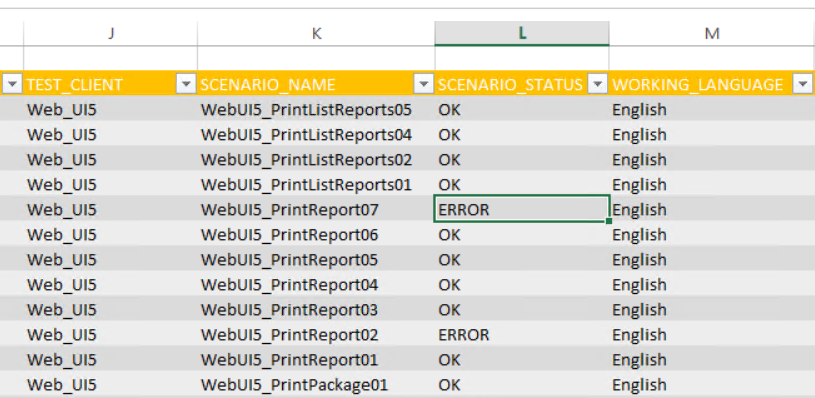 J K L M
TEST_CLIENT SCENARIO_NAME SCENARIO_STATUS WORKING_LANGUAGE
Web_UI5 WebUI5_PrintListReports05 OK English
Web_UI5 WebUI5_PrintListReports04 OK English
Web_UI5 WebUI5_PrintListReports02 OK English
Web_UI5 WebUI5_PrintListReports01 OK English
Web_UI5 WebUI5_PrintReport07 ERROR English
Web_UI5 WebUI5_PrintReport06 OK English
Web_UI5 WebUI5_PrintReport05 OK English
Web_UI5 WebUI5_PrintReport04 OK English
Web_UI5 WebUI5_PrintReport03 OK English
Web_UI5 WebUI5_PrintReport02 ERROR English
Web_UI5 WebUI5_PrintReport01 OK English
Web_UI5 WebUI5_PrintPackage01 OK English